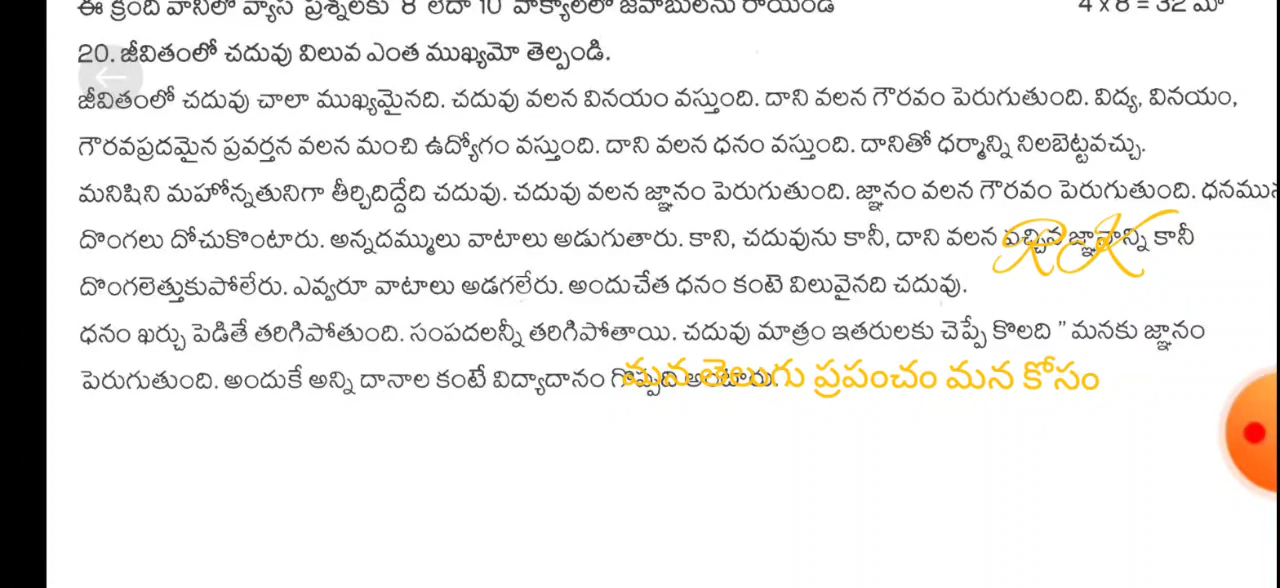 ఈ క్రింది వానిలో వ్యాస ప్రశ్నలకు 8 లేదా 10 వాక్యాలలో జవాబులను రాయండి 4 x 8 = 32 మా
20. జీవితంలో చదువు విలువ ఎంత ముఖ్యమో తెల్పండి.
జీవితంలో చదువు చాలా ముఖ్యమైనది. చదువు వలన వినయం వస్తుంది. దాని వలన గౌరవం పెరుగుతుంది. విద్య, వినయం,
గౌరవప్రదమైన ప్రవర్తన వలన మంచి ఉద్యోగం వస్తుంది. దాని వలన ధనం వస్తుంది. దానితో ధర్మాన్ని నిలబెట్టవచ్చు.
మనిషిని మహోన్నతునిగా తీర్చిదిద్దేది చదువు. చదువు వలన జ్ఞానం పెరుగుతుంది. జ్ఞానం వలన గౌరవం పెరుగుతుంది.
దొంగలు దోచుకొంటారు. అన్నదమ్ములు వాటాలు అడుగుతారు. కాని, చదువును కానీ, దాని వలన వచ్చిన జ్ఞానాన్ని కానీ
RK
దొంగలెత్తుకుపోలేరు. ఎవ్వరూ వాటాలు అడగలేరు. అందుచేత ధనం కంటె విలువైనది చదువు.
ధనం ఖర్చు పెడితే తరిగిపోతుంది. సంపదలన్నీ తరిగిపోతాయి. చదువు మాత్రం ఇతరులకు చెప్పే కొలది " మనకు జ్ఞానం
పెరుగుతుంది. అందుకే అన్ని దానాల కంటే విద్యాదానం గొప్పది అంటారు.
మన తెలుగు ప్రపంచం మన కోసం